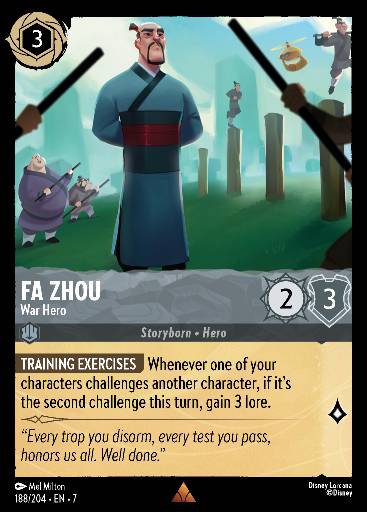 3
FA ZHOU
War Hero
2
3
Storyborn • Hero
TRAINING EXERCISES Whenever one of your
characters challenges another character, if it's
the second challenge this turn, gain 3 lore.
“Every trap you disarm, every test you pass,
honors us all. Well done.”
Mel Milton
188/204 • EN • 7
Disney Lorcana
©Disney